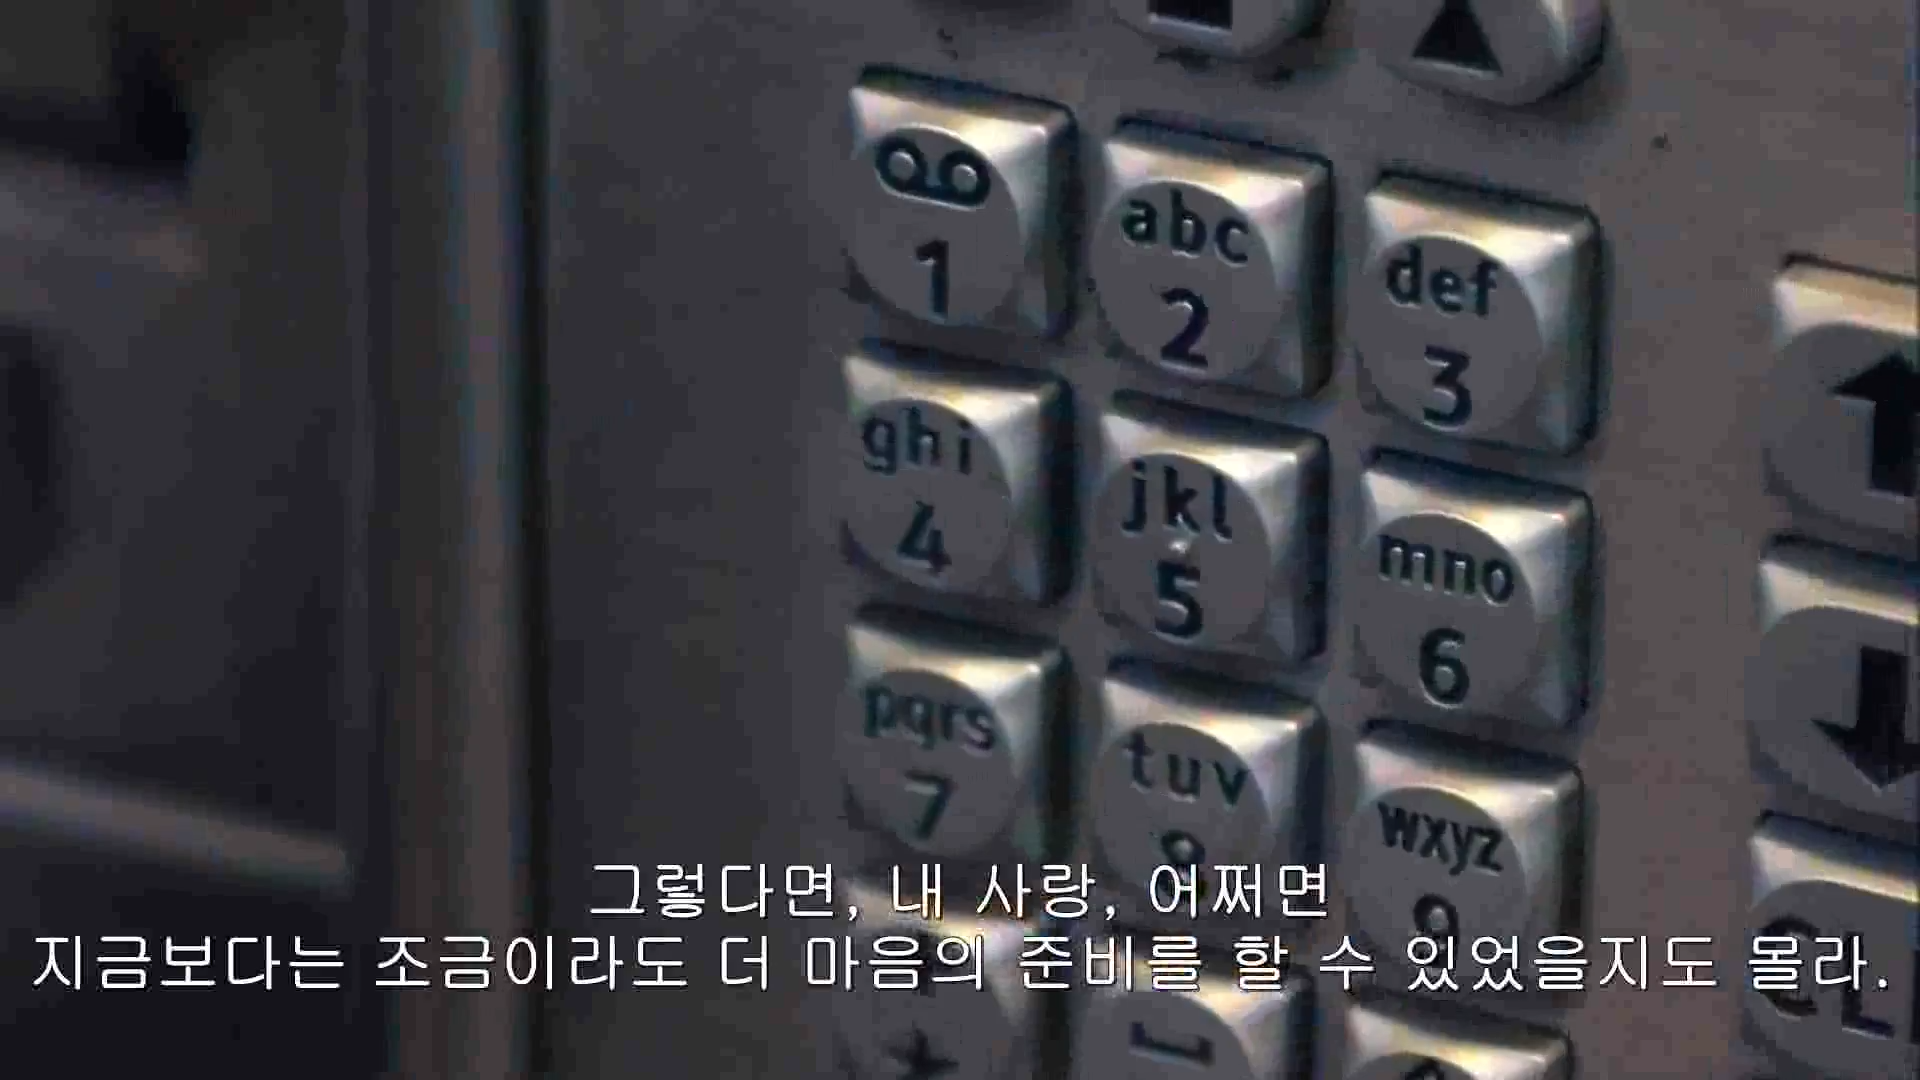 1
abc
2
def
3
ghi
4
jkl
5
mno
6
pqrs
7
tuv
8
wxyz
9
그렇다면, 내 사랑, 어쩌면
지금보다는 조금이라도 더 마음의 준비를 할 수 있었을지도 몰라.